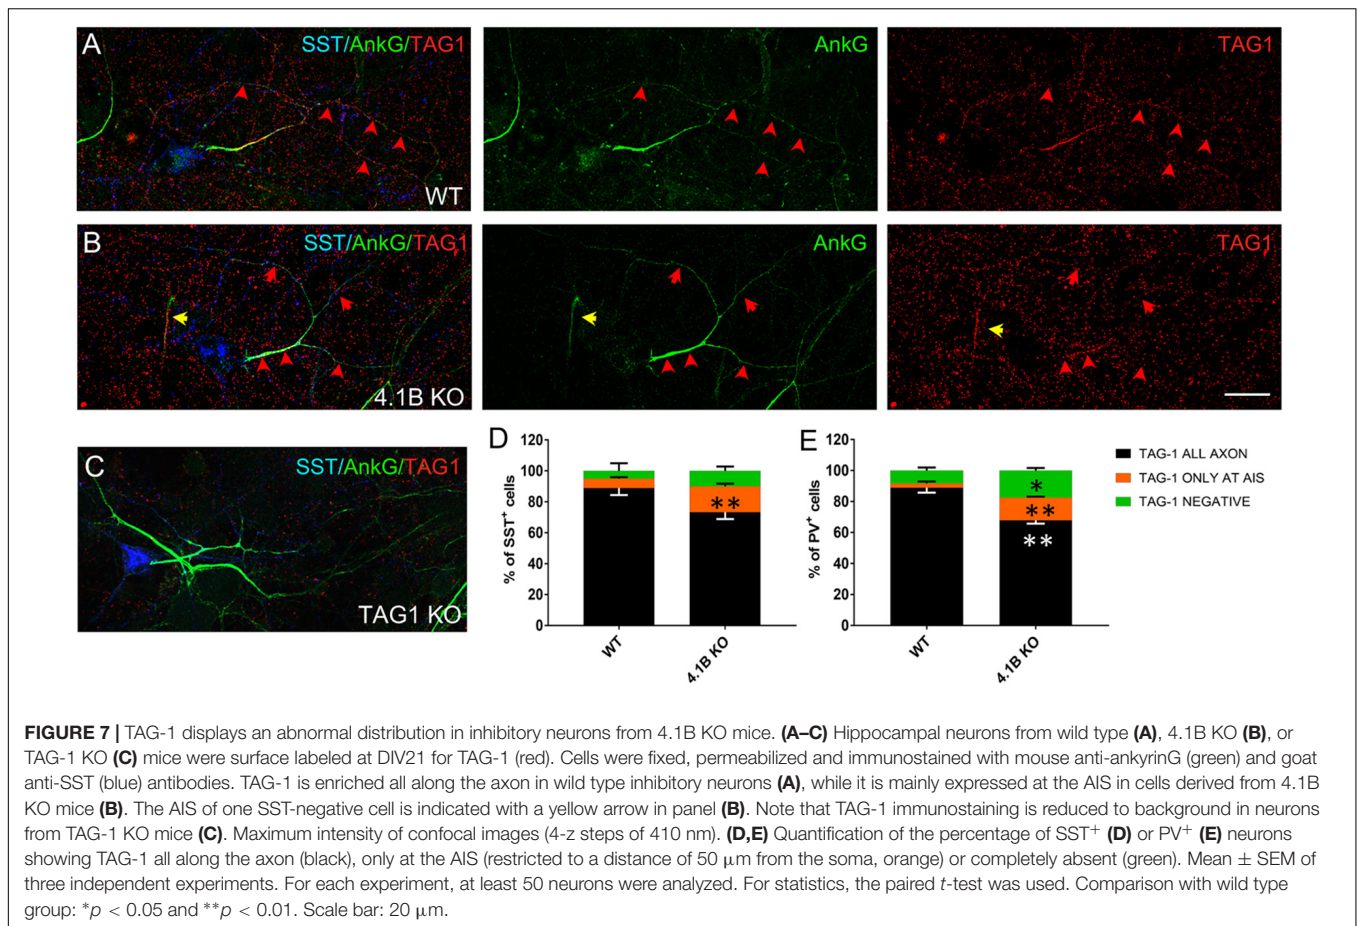 A
SST/AnkG/TAG1
WT
AnkG
TAG1
B
SST/AnkG/TAG1
4.1B KO
AnkG
TAG1
C
SST/AnkG/TAG1
TAG1 KO
D
% of SST⁺ cells
120
100
80
60
40
20
0
**
WT
4.1B KO
E
% of PV⁺ cells
120
100
80
60
40
20
0
*
**
**
WT
4.1B KO
TAG-1 ALL AXON
TAG-1 ONLY AT AIS
TAG-1 NEGATIVE
FIGURE 7 | TAG-1 displays an abnormal distribution in inhibitory neurons from 4.1B KO mice. (A–C) Hippocampal neurons from wild type (A), 4.1B KO (B), or
TAG-1 KO (C) mice were surface labeled at DIV21 for TAG-1 (red). Cells were fixed, permeabilized and immunostained with mouse anti-ankyrinG (green) and goat
anti-SST (blue) antibodies. TAG-1 is enriched all along the axon in wild type inhibitory neurons (A), while it is mainly expressed at the AIS in cells derived from 4.1B
KO mice (B). The AIS of one SST-negative cell is indicated with a yellow arrow in panel (B). Note that TAG-1 immunostaining is reduced to background in neurons
from TAG-1 KO mice (C). Maximum intensity of confocal images (4-z steps of 410 nm). (D,E) Quantification of the percentage of SST⁺ (D) or PV⁺ (E) neurons
showing TAG-1 all along the axon (black), only at the AIS (restricted to a distance of 50 μm from the soma, orange) or completely absent (green). Mean ± SEM of
three independent experiments. For each experiment, at least 50 neurons were analyzed. For statistics, the paired t-test was used. Comparison with wild type
group: *p < 0.05 and **p < 0.01. Scale bar: 20 μm.